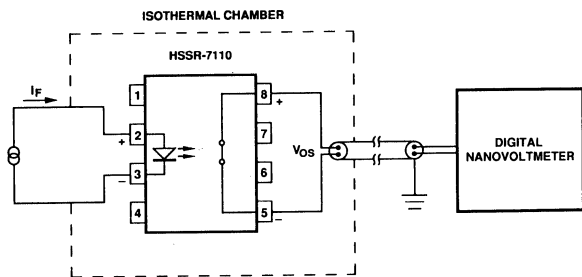 ISOTHERMAL CHAMBER
HSSR-7110
IF
1
8
+
2
+
7
VOS
DIGITAL
NANOVOLTMETER
3
−
6
4
5
−